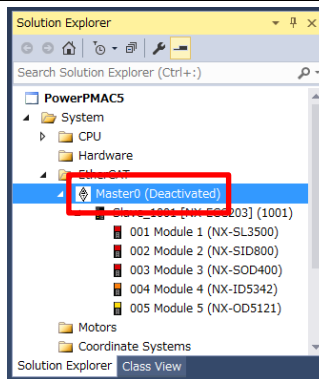 Solution Explorer
Search Solution Explorer (Ctrl+:)
PowerPMAC5
System
CPU
Hardware
EtherCAT
Master0 (Deactivated)
Slave_1001 [NX-ECC203] (1001)
001 Module 1 (NX-SL3500)
002 Module 2 (NX-SID800)
003 Module 3 (NX-SOD400)
004 Module 4 (NX-ID5342)
005 Module 5 (NX-OD5121)
Motors
Coordinate Systems
Solution Explorer Class View